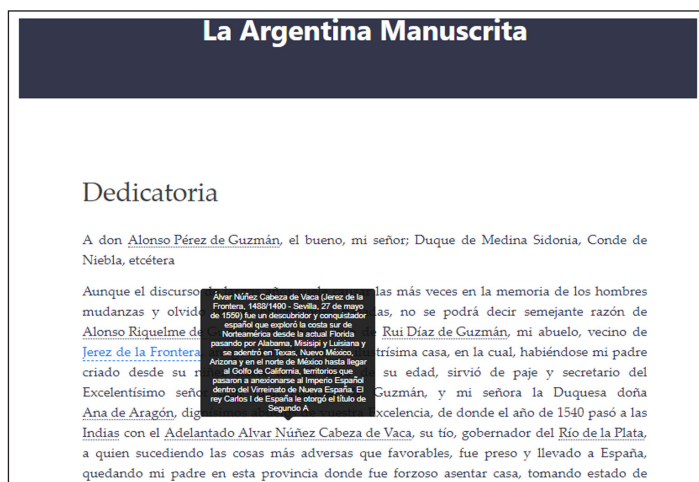 La Argentina Manuscrita
Dedicatoria
A don Alonso Pérez de Guzmán, el bueno, mi señor; Duque de Medina Sidonia, Conde de
Niebla, etcétera
Aunque el discurso las más veces en la memoria de los hombres
mudanzas y olvido no se podrá decir semejante razón de
Alonso Riquelme de Rui Díaz de Guzmán, mi abuelo, vecino de
Jerez de la Frontera casa, en la cual, habiéndose mi padre
criado desde su su edad, sirvió de paje y secretario del
Excelentísimo Guzmán, y mi señora la Duquesa doña
Ana de Aragón, Excelencia, de donde el año de 1540 pasó a las
Indias con el Adelantado Alvar Núñez Cabeza de Vaca, su tío, gobernador del Río de la Plata,
a quien sucediendo las cosas más adversas que favorables, fue preso y llevado a España,
quedando mi padre en esta provincia donde fue forzoso asentar casa, tomando estado de
Álvar Núñez Cabeza de Vaca (Jerez de la
Frontera, 1488/1490 - Sevilla, 27 de mayo
de 1559) fue un descubridor y conquistador
español que exploró la costa sur de
Norteamérica desde la actual Florida
pasando por Alabama, Misisipi y Luisiana y
se adentró en Texas, Nuevo México,
Arizona y en el norte de México hasta llegar
al Golfo de California, territorios que
pasaron a anexionarse al Imperio Español
dentro del Virreinato de Nueva España. El
rey Carlos I de España le otorgó el título de
Segundo A